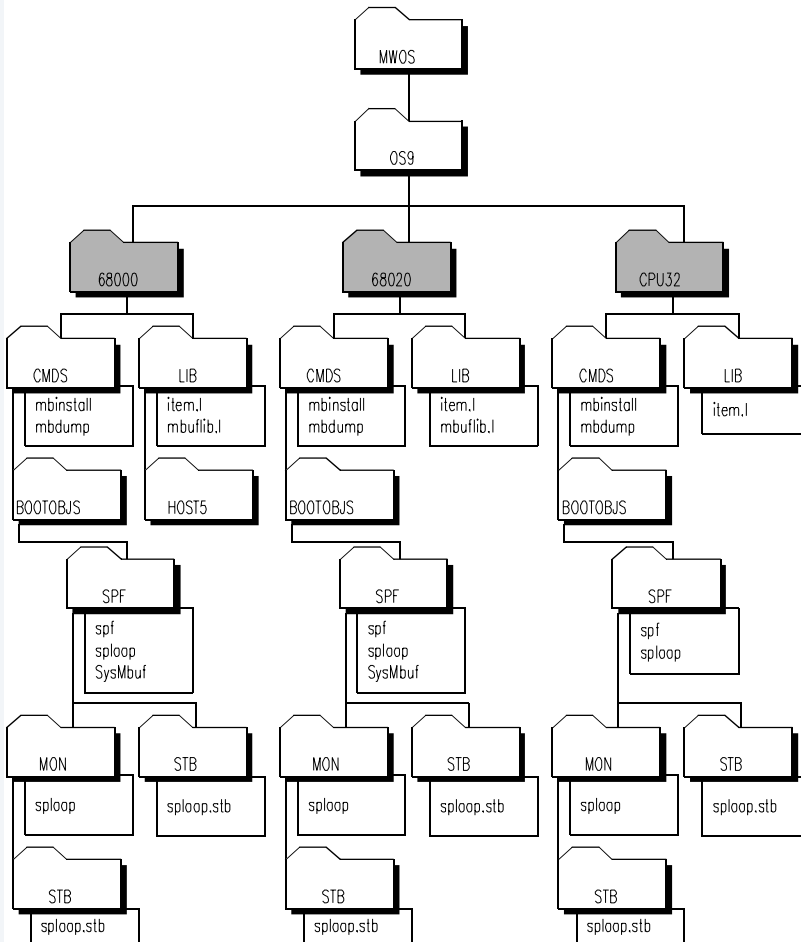 MWOS
OS9
68000
68020
CPU32
CMDS
LIB
CMDS
LIB
CMDS
LIB
mbinstall
mbdump
item.l
mbuflib.l
mbinstall
mbdump
item.l
mbuflib.l
mbinstall
mbdump
item.l
BOOTOBJS
HOST5
BOOTOBJS
BOOTOBJS
SPF
SPF
SPF
spf
sploop
SysMbuf
spf
sploop
SysMbuf
spf
sploop
MON
STB
MON
STB
MON
STB
sploop
sploop.stb
sploop
sploop.stb
sploop
sploop.stb
STB
STB
STB
sploop.stb
sploop.stb
sploop.stb